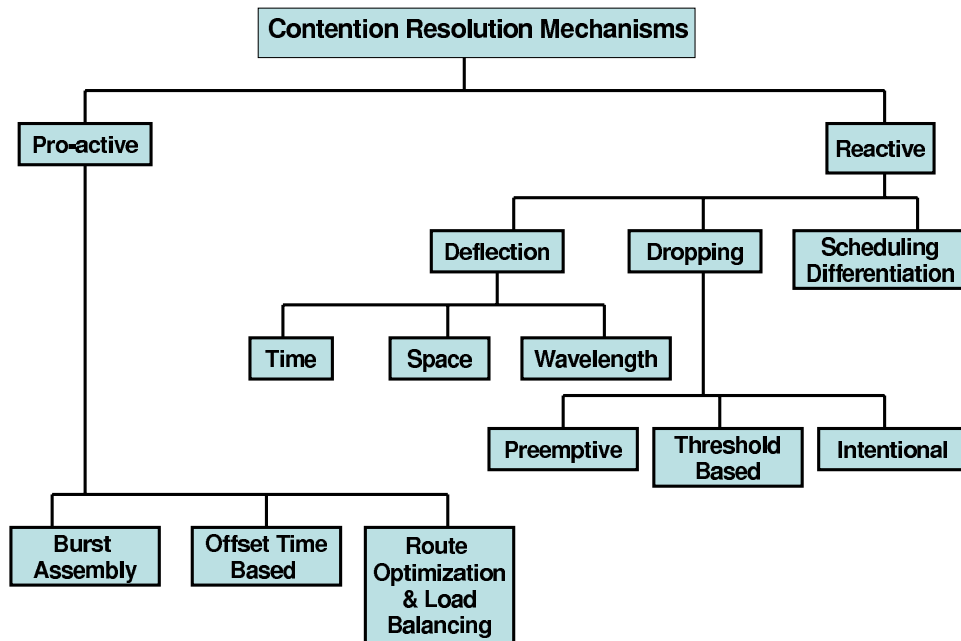 Contention Resolution Mechanisms
Pro-active
Reactive
Deflection
Dropping
Scheduling
Differentiation
Time
Space
Wavelength
Preemptive
Threshold
Based
Intentional
Burst
Assembly
Offset Time
Based
Route
Optimization
& Load
Balancing